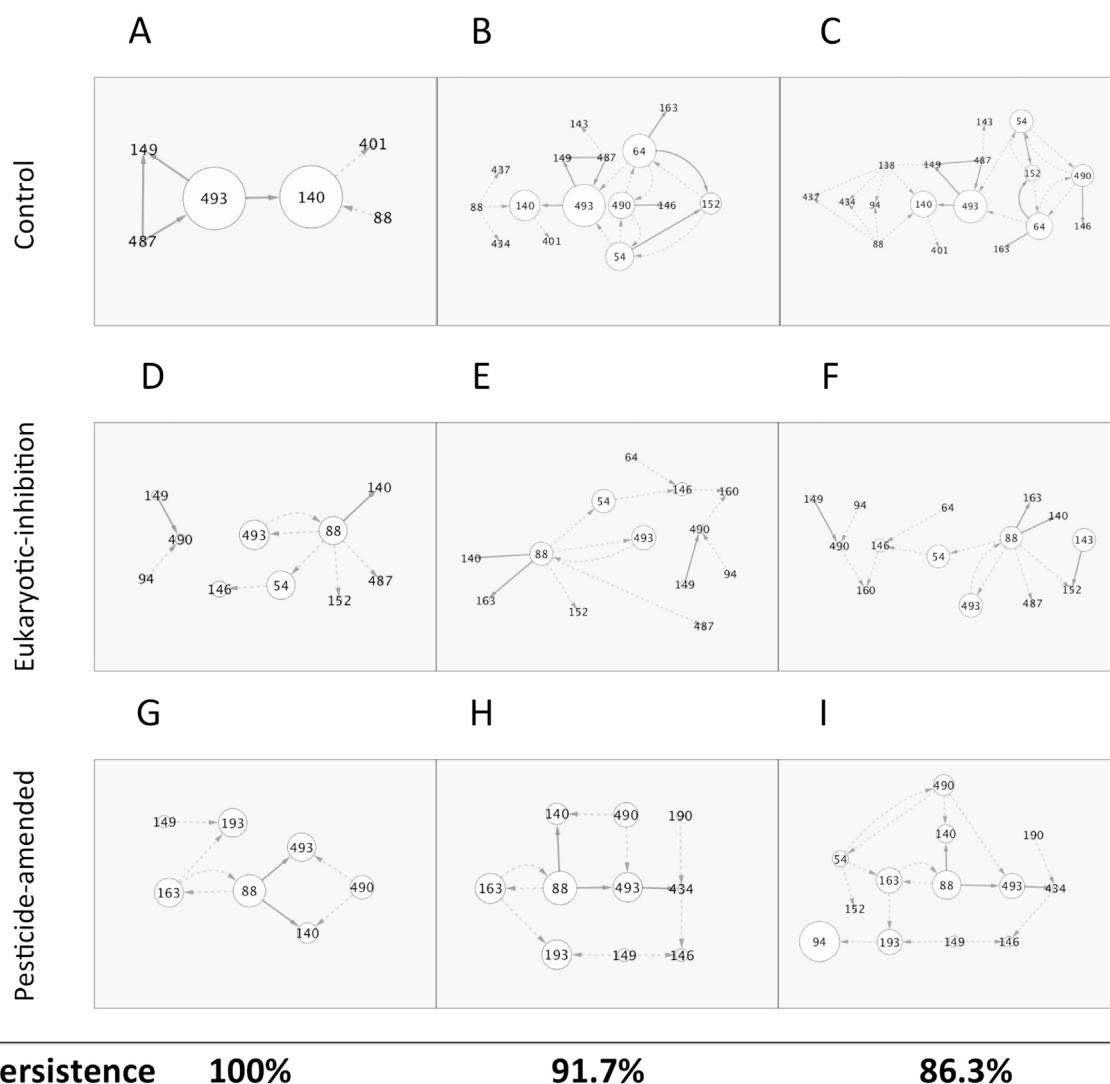 A B C
Control
149 401
493 140
88
487
163
143
64
149 487
437
88 140 493 490 146 152
434 401
54
54
143
138 149 487
152 490
437 434 94 140 493
64 146
88 401 163
D E F
Eukaryotic-inhibition
149 140
490 493 88
94 146 54 487
152
64
146 160
54
490
493
140 88
94
149
163 152
487
149 94 64 163
140
490 146 88 143
54
160 493 487 152
G H I
Pesticide-amended
149 193
493
163 88 490
140
140 490 190
163 88 493 434
193 149 146
490
140 190
54
163 88 493 434
152
94 193 149 146
ersistence 100% 91.7% 86.3%